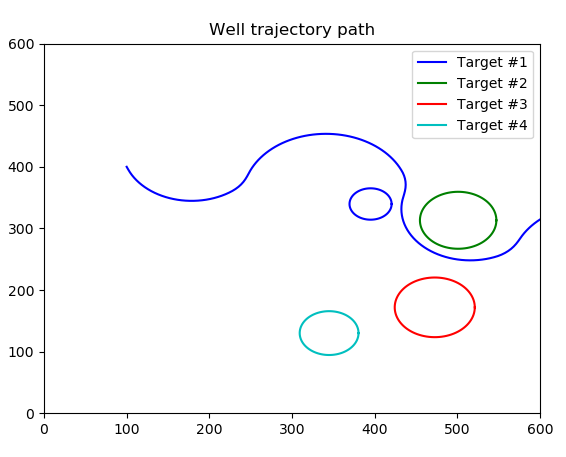 Well trajectory path
600
500
400
300
200
100
0
0 100 200 300 400 500 600
Target #1
Target #2
Target #3
Target #4